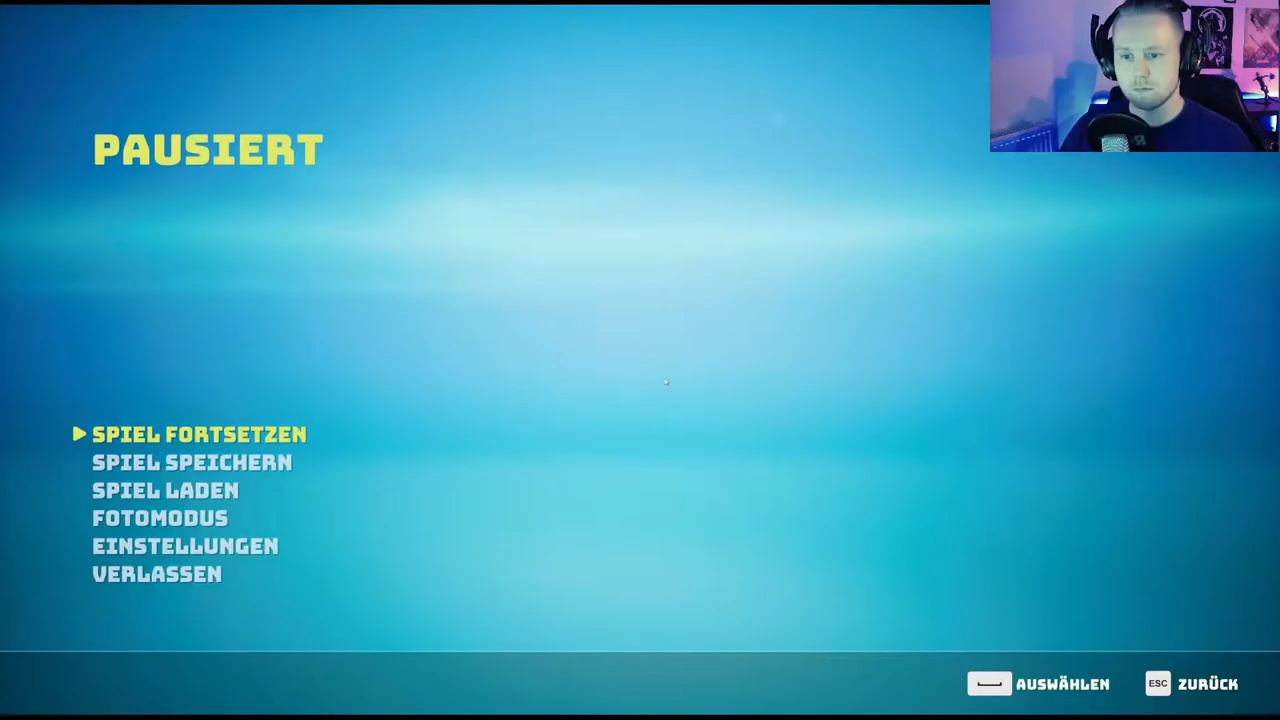 PAUSIERT
SPIEL FORTSETZEN
SPIEL SPEICHERN
SPIEL LADEN
FOTOMODUS
EINSTELLUNGEN
VERLASSEN
AUSWÄHLEN ESC ZURÜCK